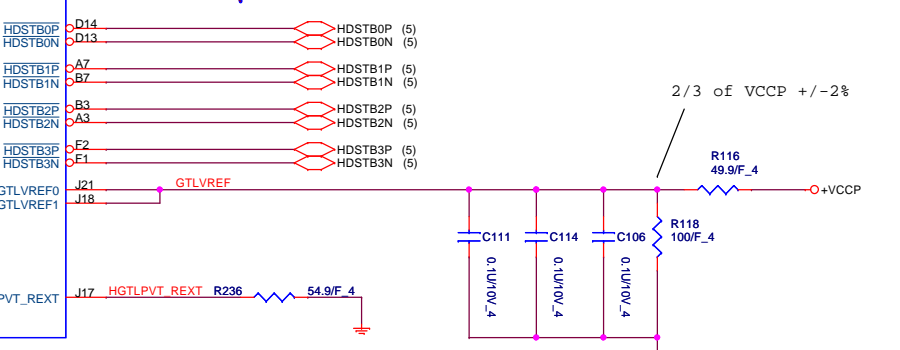 HDSTB0P D14 HDSTB0P (5)
HDSTB0N D13 HDSTB0N (5)
HDSTB1P A7 HDSTB1P (5)
HDSTB1N B7 HDSTB1N (5)
2/3 of VCCP +/-2%
HDSTB2P B3 HDSTB2P (5)
HDSTB2N A3 HDSTB2N (5)
HDSTB3P F2 HDSTB3P (5)
HDSTB3N F1 HDSTB3N (5)
R116
49.9/F_4
GTLVREF0 J21 GTLVREF +VCCP
GTLVREF1 J18
R118
100/F_4
C111 C114 C106
0.1U/10V_4 0.1U/10V_4 0.1U/10V_4
PVT_REXT J17 HGTLPVT_REXT R236 54.9/F_4